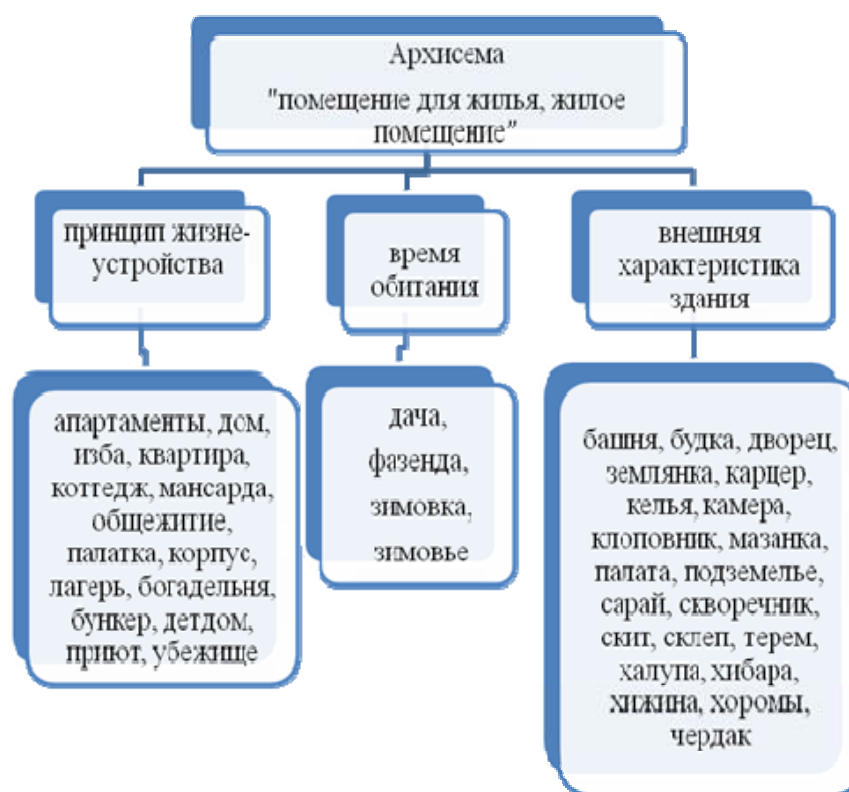 Архисема
"помещение для жилья, жилое
помещение"
принцип жизне-
устройства
время
обитания
внешняя
характеристика
здания
апартаменты, дом,
изба, квартира,
коттедж, мансарда,
общежитие,
палатка, корпус,
лагерь, богадельня,
бункер, детдом,
приют, убежище
дача,
фазенда,
зимовка,
зимовье
башня, будка, дворец,
землянка, карцер,
келья, камера,
клоповник, мазанка,
палата, подземелье,
сарай, скворечник,
скит, склеп, терем,
халупа, хибара,
хижина, хоромы,
чердак